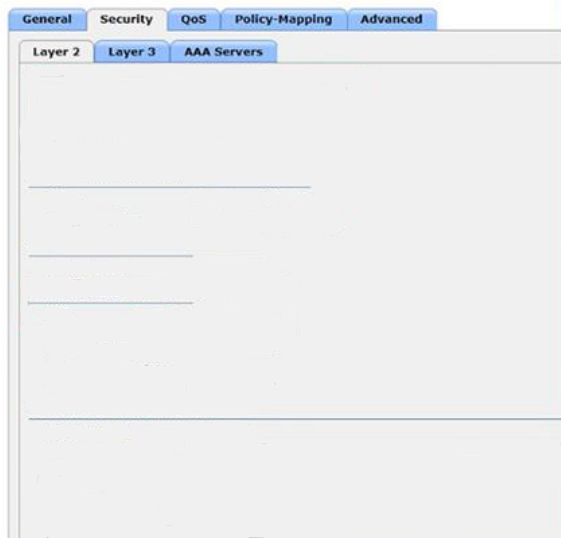 General Security QoS Policy-Mapping Advanced
Layer 2 Layer 3 AAA Servers